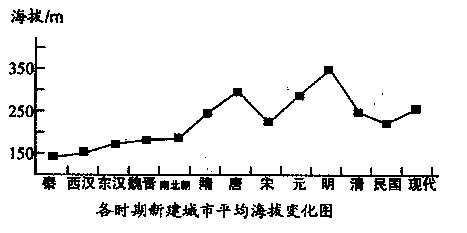 海拔/m
350
250
150
秦 西汉 东汉 魏晋 南北朝 隋 唐 宋 元 明 清 民国 现代
各时期新建城市平均海拔变化图